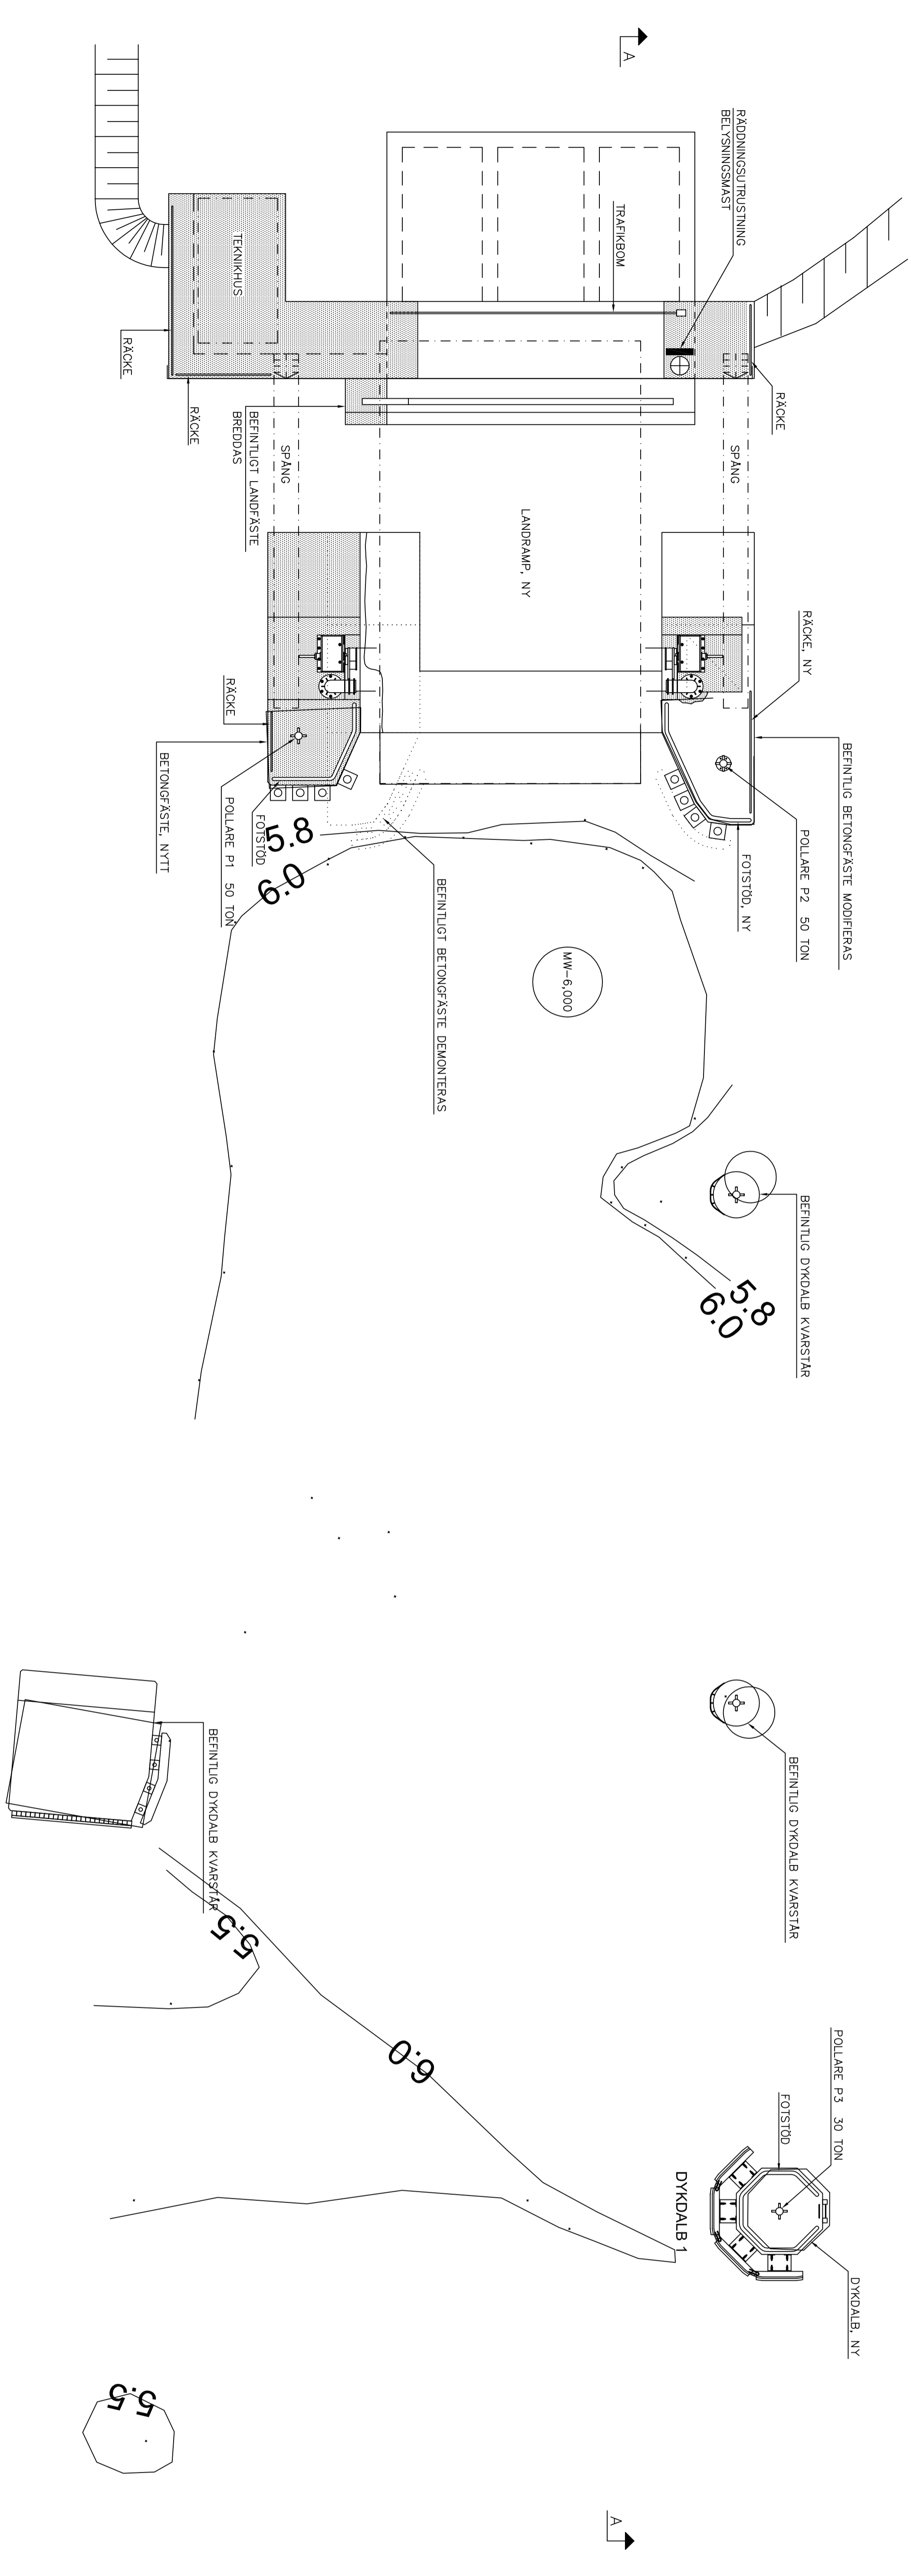 A
RÄDDNINGSUTRUSTNING
BELYSNINGSMAST
TRAFIKBOM
TEKNIKHUS
RÄCKE
RÄCKE
RÄCKE
BEFINTLIGT LANDFÄSTE
BREDDAS
SPÅNG
SPÅNG
LANDRAMP, NY
RÄCKE, NY
BEFINTLIG BETONGFÄSTE MODIFIERAS
POLLARE P2 50 TON
FOTSTÖD, NY
RÄCKE
BETONGFÄSTE, NYTT
POLLARE P1 50 TON
FOTSTÖD
5.8
6.0
BEFINTLIGT BETONGFÄSTE DEMONTERAS
MW-6,000
BEFINTLIG DYKDALB KVARSTÅR
5.8
6.0
BEFINTLIG DYKDALB KVARSTÅR
BEFINTLIG DYKDALB KVARSTÅR
5.5
6.0
POLLARE P3 30 TON
FOTSTÖD
DYKDALB 1
DYKDALB, NY
5.5
A